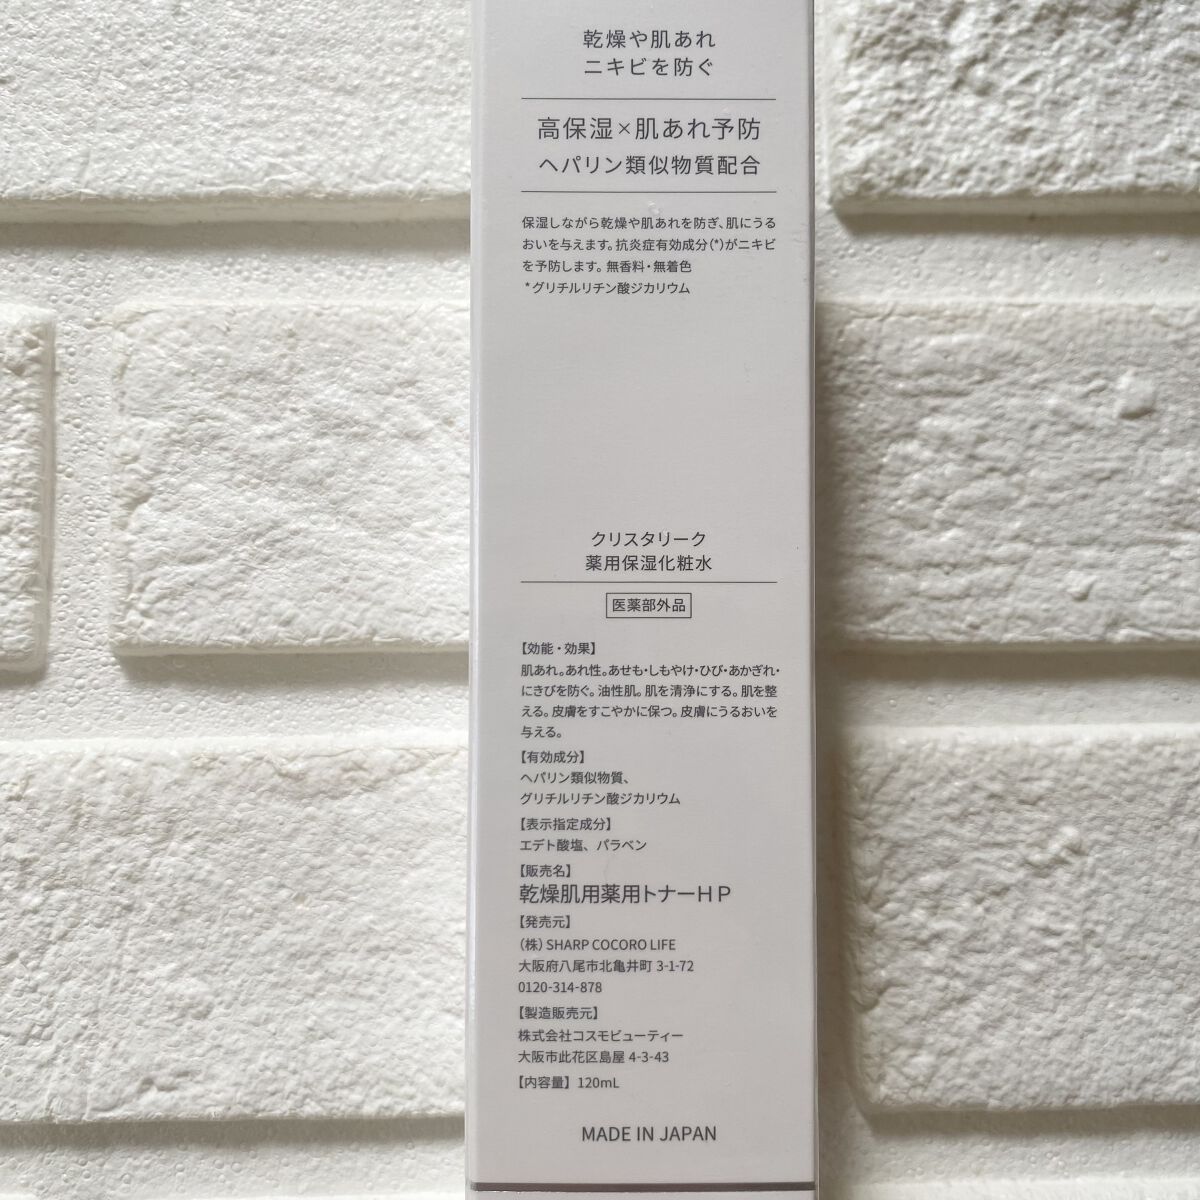 乾燥や肌あれ
ニキビを防ぐ
高保湿×肌あれ予防
ヘパリン類似物質配合
保湿しながら乾燥や肌あれを防ぎ、肌にうる
おいを与えます。抗炎症有効成分(*)がニキビ
を予防します。無香料・無着色
*グリチルリチン酸ジカリウム
クリスタリーク
薬用保湿化粧水
医薬部外品
【効能・効果】
肌あれ。あれ性。あせも・しもやけ・ひび・あかぎれ・
にきびを防ぐ。油性肌。肌を清浄にする。肌を整
える。皮膚をすこやかに保つ。皮膚にうるおいを
与える。
【有効成分】
ヘパリン類似物質、
グリチルリチン酸ジカリウム
【表示指定成分】
エデト酸塩、パラベン
【販売名】
乾燥肌用薬用トナーHP
【発売元】
(株)SHARP COCORO LIFE
大阪府八尾市北亀井町 3-1-72
0120-314-878
【製造販売元】
株式会社コスモビューティー
大阪市此花区島屋 4-3-43
【内容量】 120mL
MADE IN JAPAN